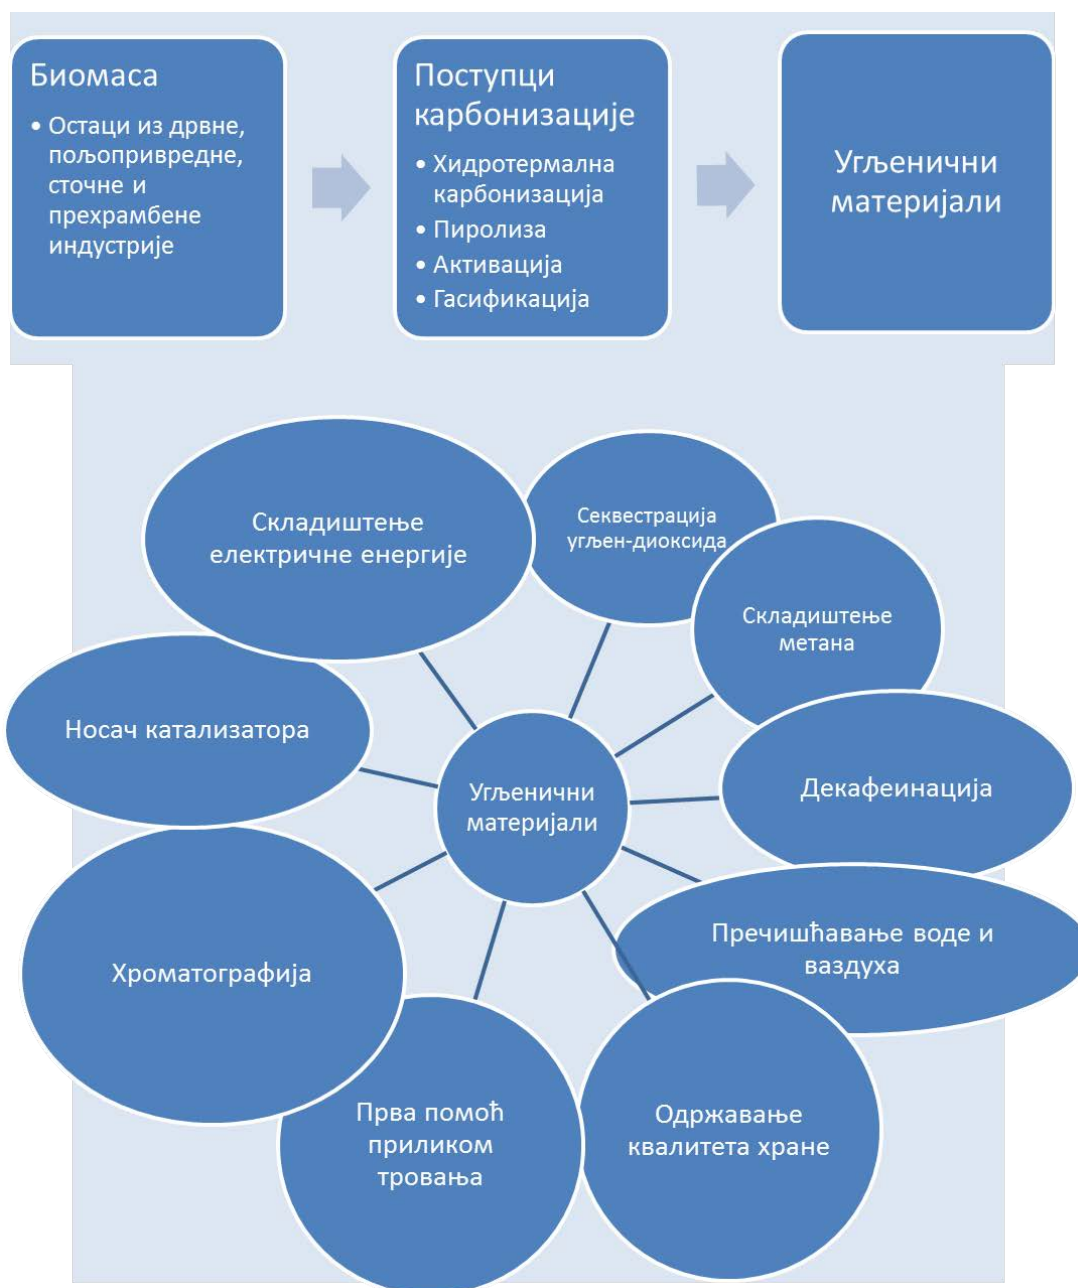 Биомаса
• Остаци из дрвне,
пољопривредне,
сточне и
прехрамбене
индустрије
Поступци
карбонизације
• Хидротермална
карбонизација
• Пиролиза
• Активација
• Гасификација
Угљенични
материјали
Складиштење
електричне енергије
Секвестрација
угљен-диоксида
Складиштење
метана
Носач катализатора
Декафеинација
Угљенични
материјали
Пречишћавање воде и
ваздуха
Хроматографија
Прва помоћ
приликом
тровања
Одржавање
квалитета хране